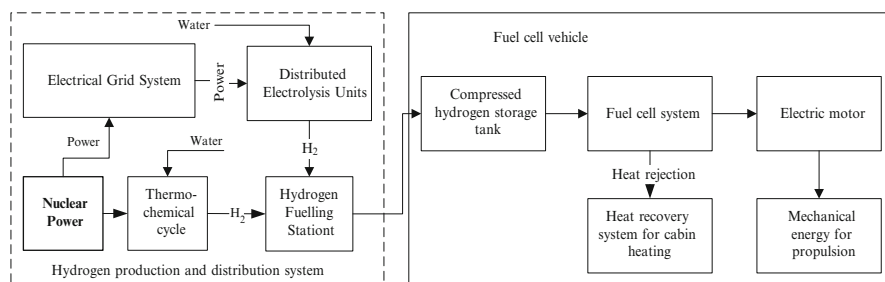 Water
Electrical Grid System
Power
Distributed
Electrolysis Units
Power
Water
H2
Nuclear
Power
Thermo-
chemical
cycle
H2
Hydrogen
Fuelling
Stationt
Hydrogen production and distribution system
Fuel cell vehicle
Compressed
hydrogen storage
tank
Fuel cell system
Electric motor
Heat rejection
Heat recovery
system for cabin
heating
Mechanical
energy for
propulsion